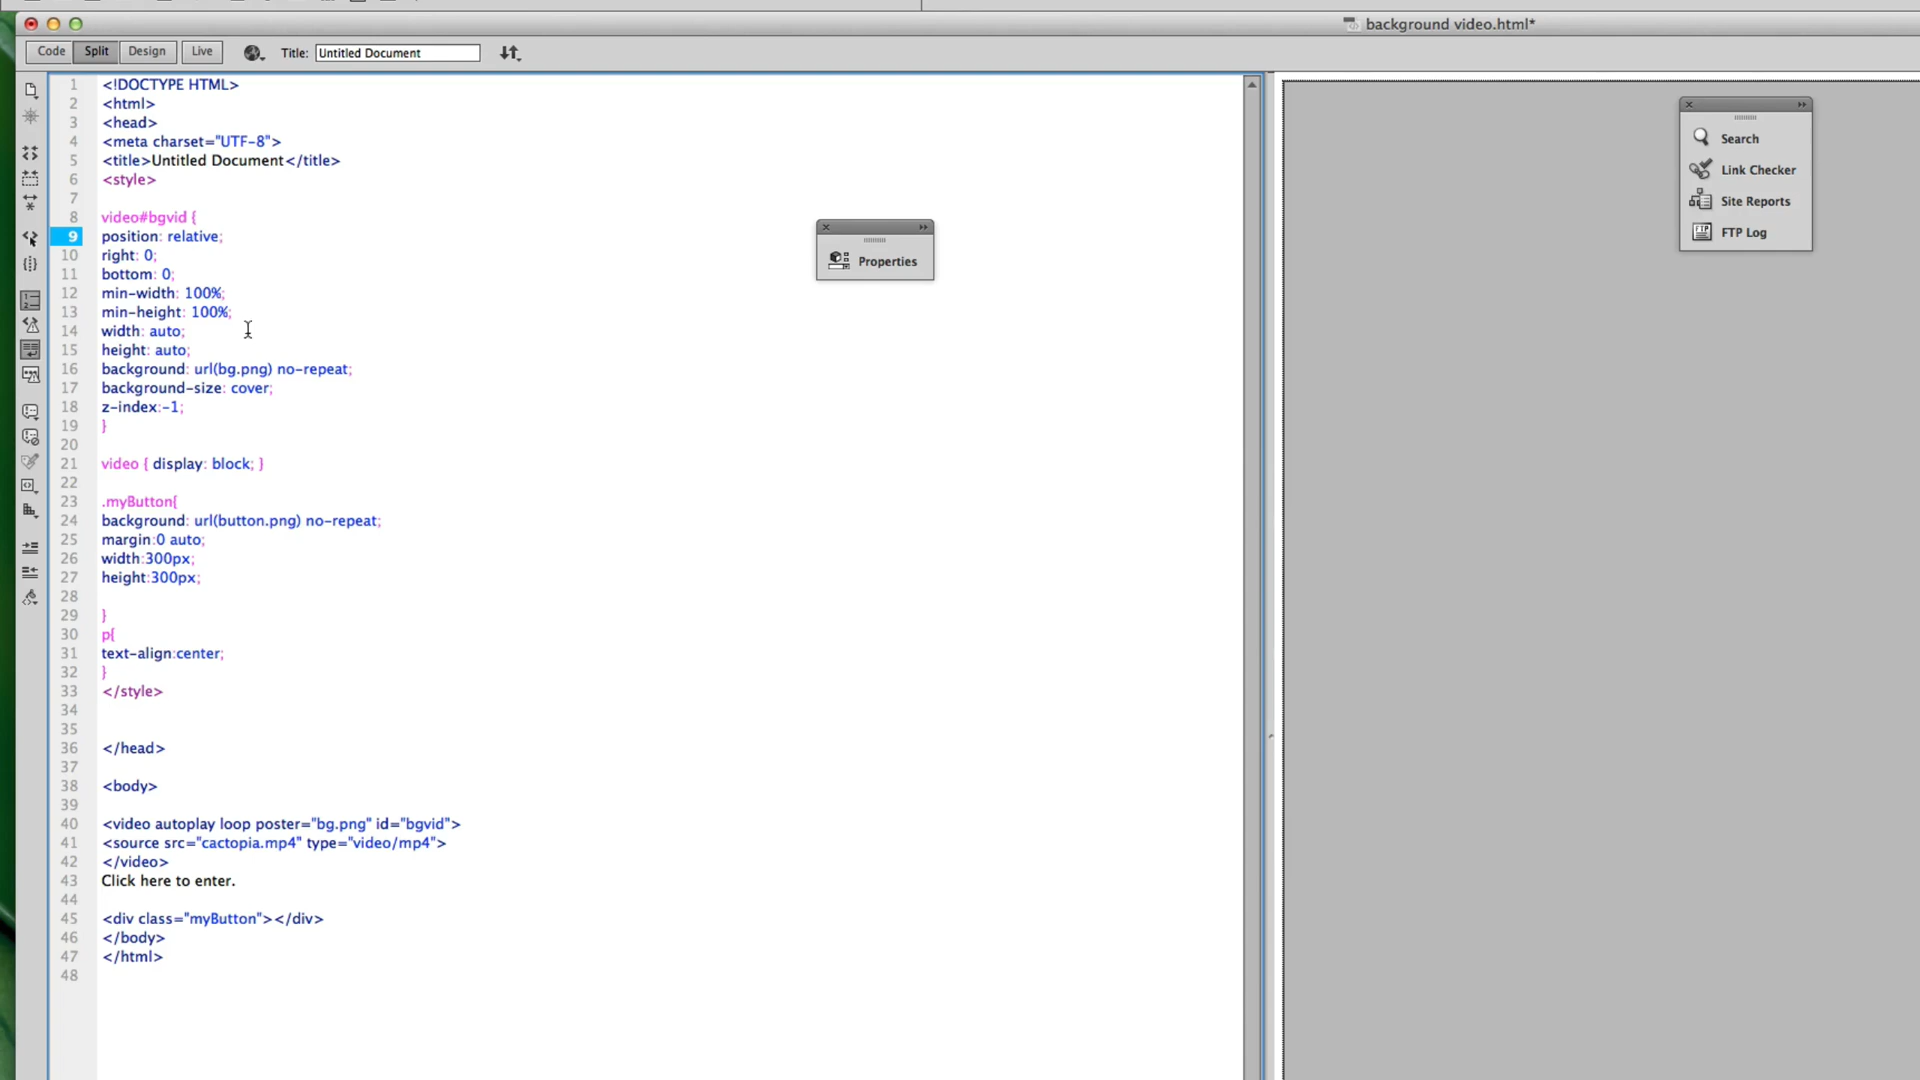 background video.html*
Code Split Design Live Title: Untitled Document
1 <!DOCTYPE HTML>
2 <html>
3 <head>
4 <meta charset="UTF-8">
5 <title>Untitled Document</title>
6 <style>
7
8 video#bgvid {
9 position: relative;
10 right: 0;
11 bottom: 0;
12 min-width: 100%;
13 min-height: 100%;
14 width: auto;
15 height: auto;
16 background: url(bg.png) no-repeat;
17 background-size: cover;
18 z-index:-1;
19 }
20
21 video { display: block; }
22
23 .myButton{
24 background: url(button.png) no-repeat;
25 margin:0 auto;
26 width:300px;
27 height:300px;
28
29 }
30 p{
31 text-align:center;
32 }
33 </style>
34
35
36 </head>
37
38 <body>
39
40 <video autoplay loop poster="bg.png" id="bgvid">
41 <source src="cactopia.mp4" type="video/mp4">
42 </video>
43 Click here to enter.
44
45 <div class="myButton"></div>
46 </body>
47 </html>
48
Properties
Search
Link Checker
Site Reports
FTP Log